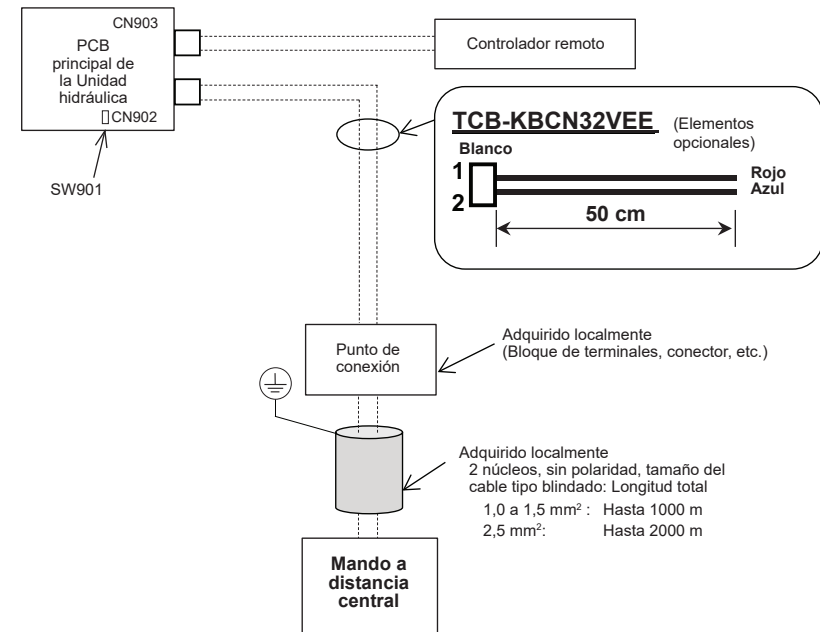 CN903
PCB
principal de
la Unidad
hidráulica
CN902
SW901
Controlador remoto
TCB-KBCN32VEE (Elementos
opcionales)
Blanco
1
2
Rojo
Azul
50 cm
Punto de
conexión
Adquirido localmente
(Bloque de terminales, conector, etc.)
Adquirido localmente
2 núcleos, sin polaridad, tamaño del
cable tipo blindado: Longitud total
1,0 a 1,5 mm² : Hasta 1000 m
2,5 mm²: Hasta 2000 m
Mando a
distancia
central